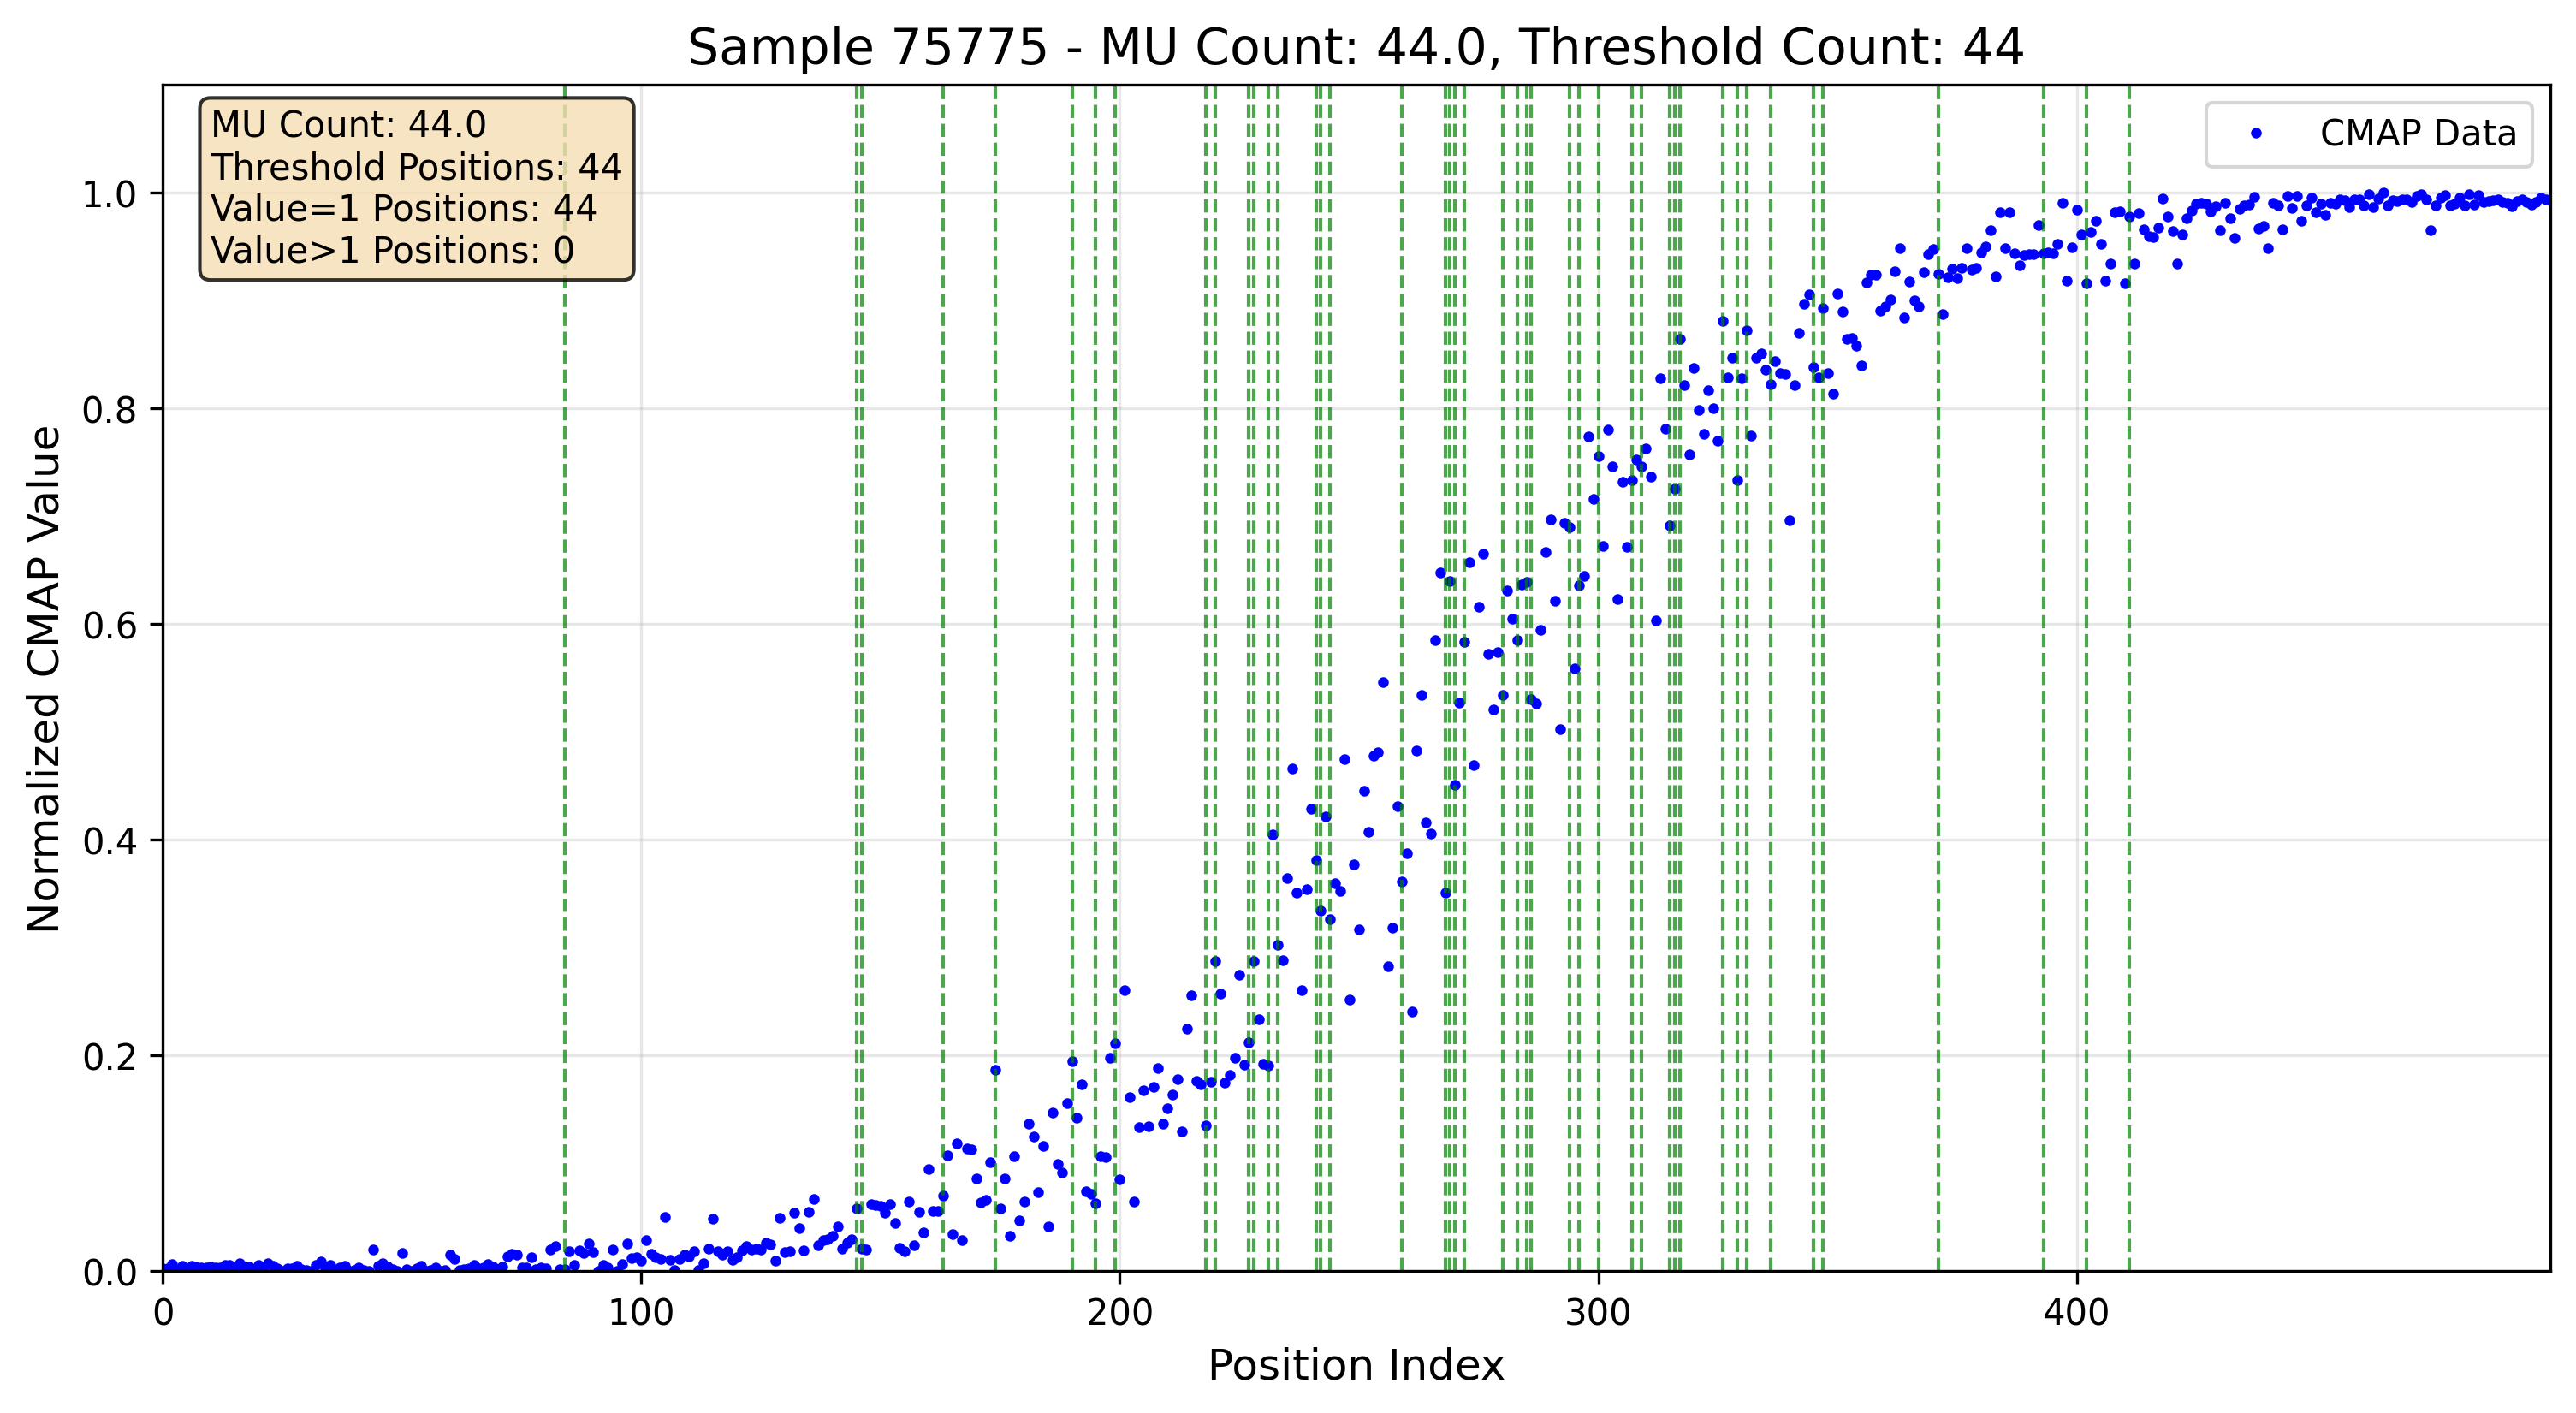 Sample 75775 - MU Count: 44.0, Threshold Count: 44
MU Count: 44.0
Threshold Positions: 44
Value=1 Positions: 44
Value>1 Positions: 0
CMAP Data
Normalized CMAP Value
1.0
0.8
0.6
0.4
0.2
0.0
0 100 200 300 400
Position Index